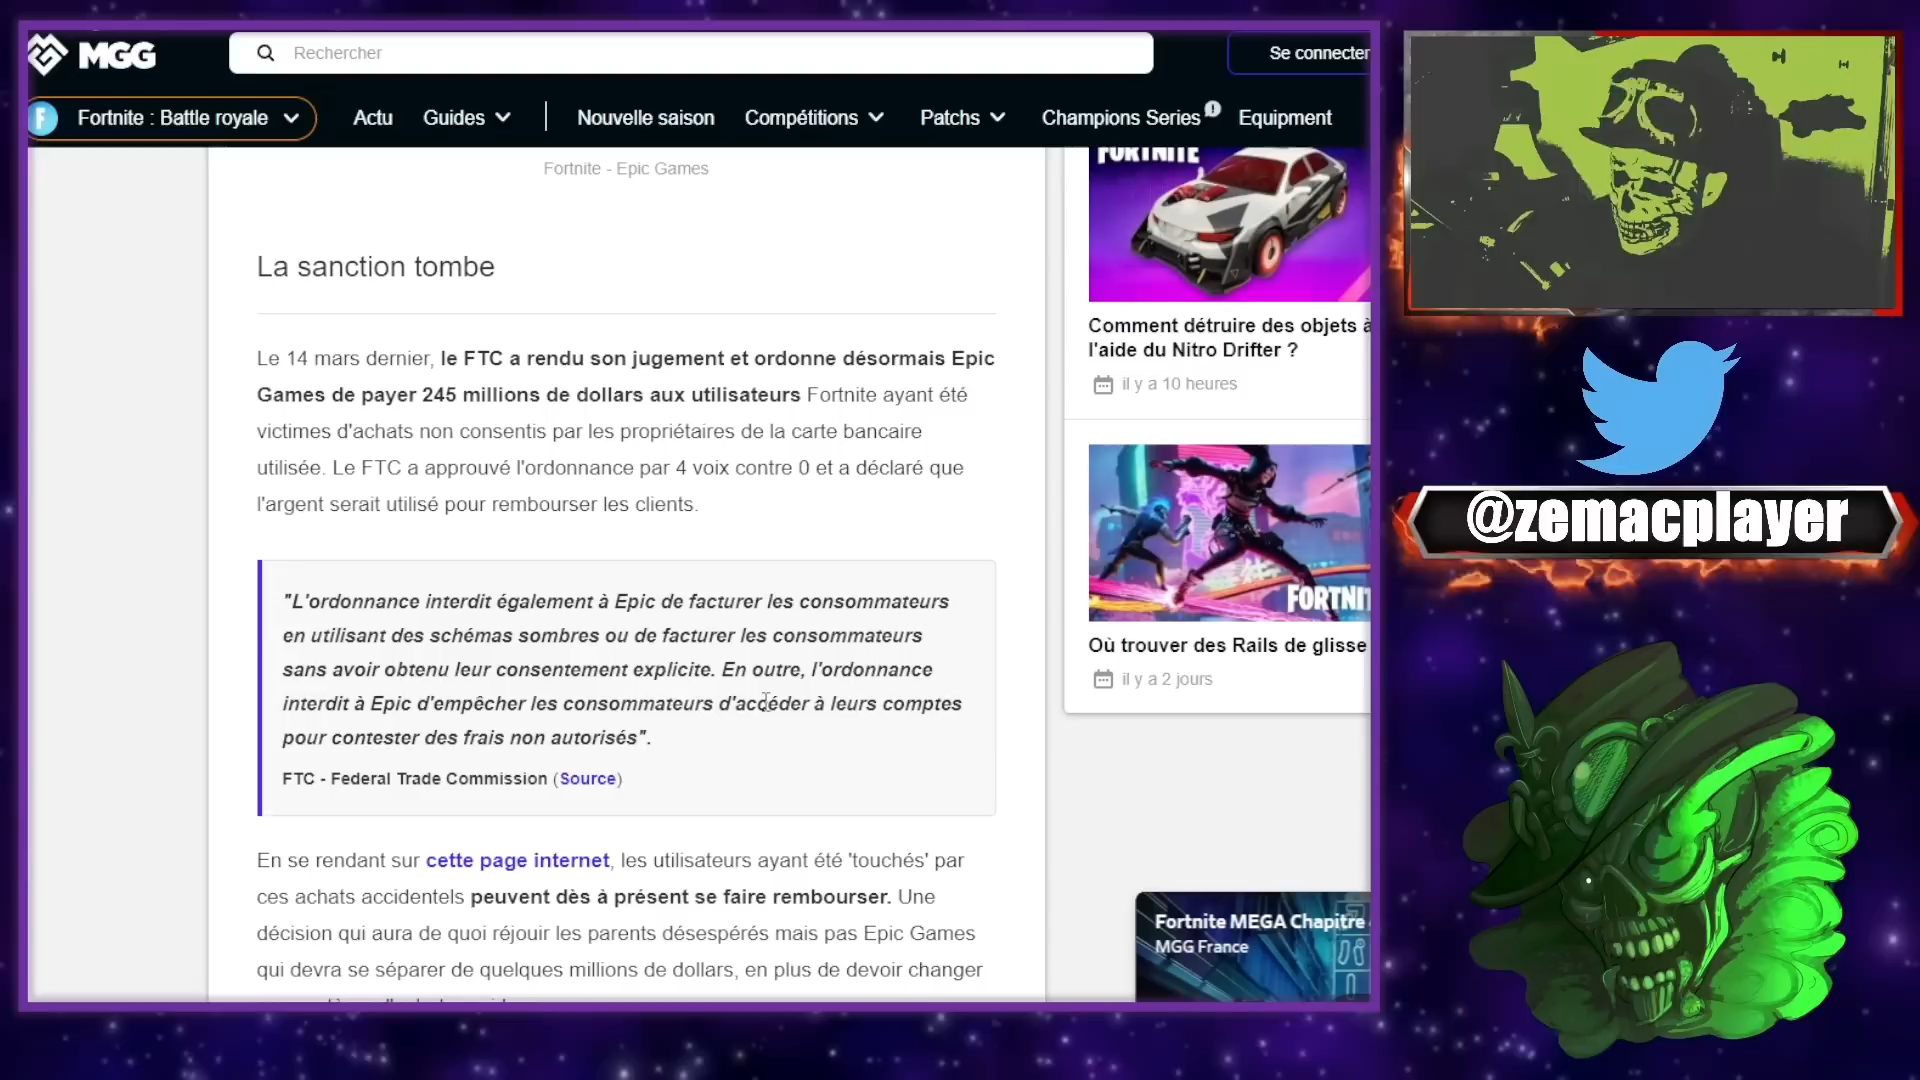 MGG
Rechercher
Se connecter
F
Fortnite : Battle royale
Actu
Guides
Nouvelle saison
Compétitions
Patchs
Champions Series
Equipment
Fortnite - Epic Games
La sanction tombe
Le 14 mars dernier, le FTC a rendu son jugement et ordonne désormais Epic
Games de payer 245 millions de dollars aux utilisateurs Fortnite ayant été
victimes d'achats non consentis par les propriétaires de la carte bancaire
utilisée. Le FTC a approuvé l'ordonnance par 4 voix contre 0 et a déclaré que
l'argent serait utilisé pour rembourser les clients.
"L'ordonnance interdit également à Epic de facturer les consommateurs
en utilisant des schémas sombres ou de facturer les consommateurs
sans avoir obtenu leur consentement explicite. En outre, l'ordonnance
interdit à Epic d'empêcher les consommateurs d'accéder à leurs comptes
pour contester des frais non autorisés".
FTC - Federal Trade Commission (Source)
En se rendant sur cette page internet, les utilisateurs ayant été 'touchés' par
ces achats accidentels peuvent dès à présent se faire rembourser. Une
décision qui aura de quoi réjouir les parents désespérés mais pas Epic Games
qui devra se séparer de quelques millions de dollars, en plus de devoir changer
FORTNITE
Comment détruire des objets à
l'aide du Nitro Drifter ?
il y a 10 heures
FORTNIT
Où trouver des Rails de glisse
il y a 2 jours
Fortnite MEGA Chapitre
MGG France
@zemacplayer